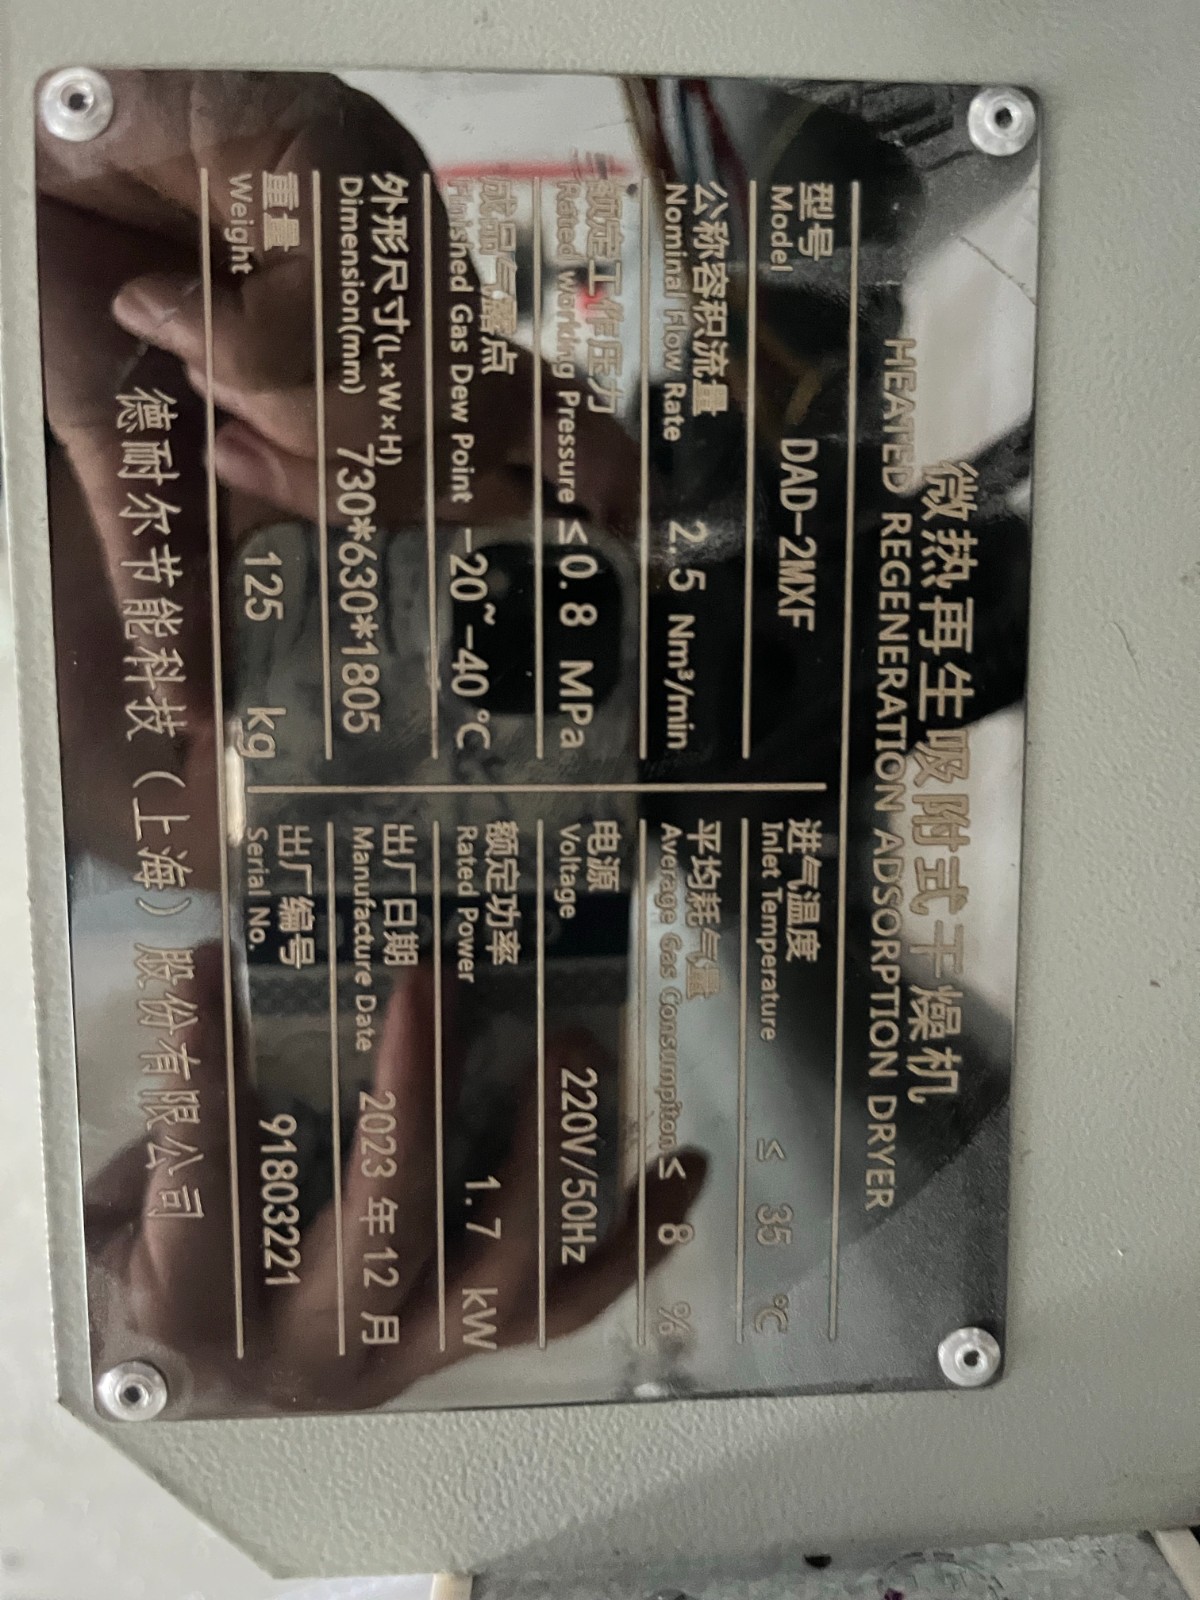 微热再生吸附式干燥机
HEATED REGENERATION ADSORPTION DRYER
型号
Model
DAD-2MXF
进气温度
Inlet Temperature
≤ 35 ℃
公称容积流量
Nominal Flow Rate
2.5 Nm³/min
平均耗气量
Average Gas Consumpiton
≤ 8 %
额定工作压力
Rated working Pressure
≤0.8 MPa
电源
Voltage
220V/50Hz
成品气露点
Finished Gas Dew Point
-20~-40 ℃
额定功率
Rated Power
1.7 kW
外形尺寸(L×W×H)
Dimension(mm)
730*630*1805
出厂日期
Manufacture Date
2023 年12 月
重量
Weight
125 kg
出厂编号
Serial No.
91803221
德耐尔节能科技（上海）股份有限公司